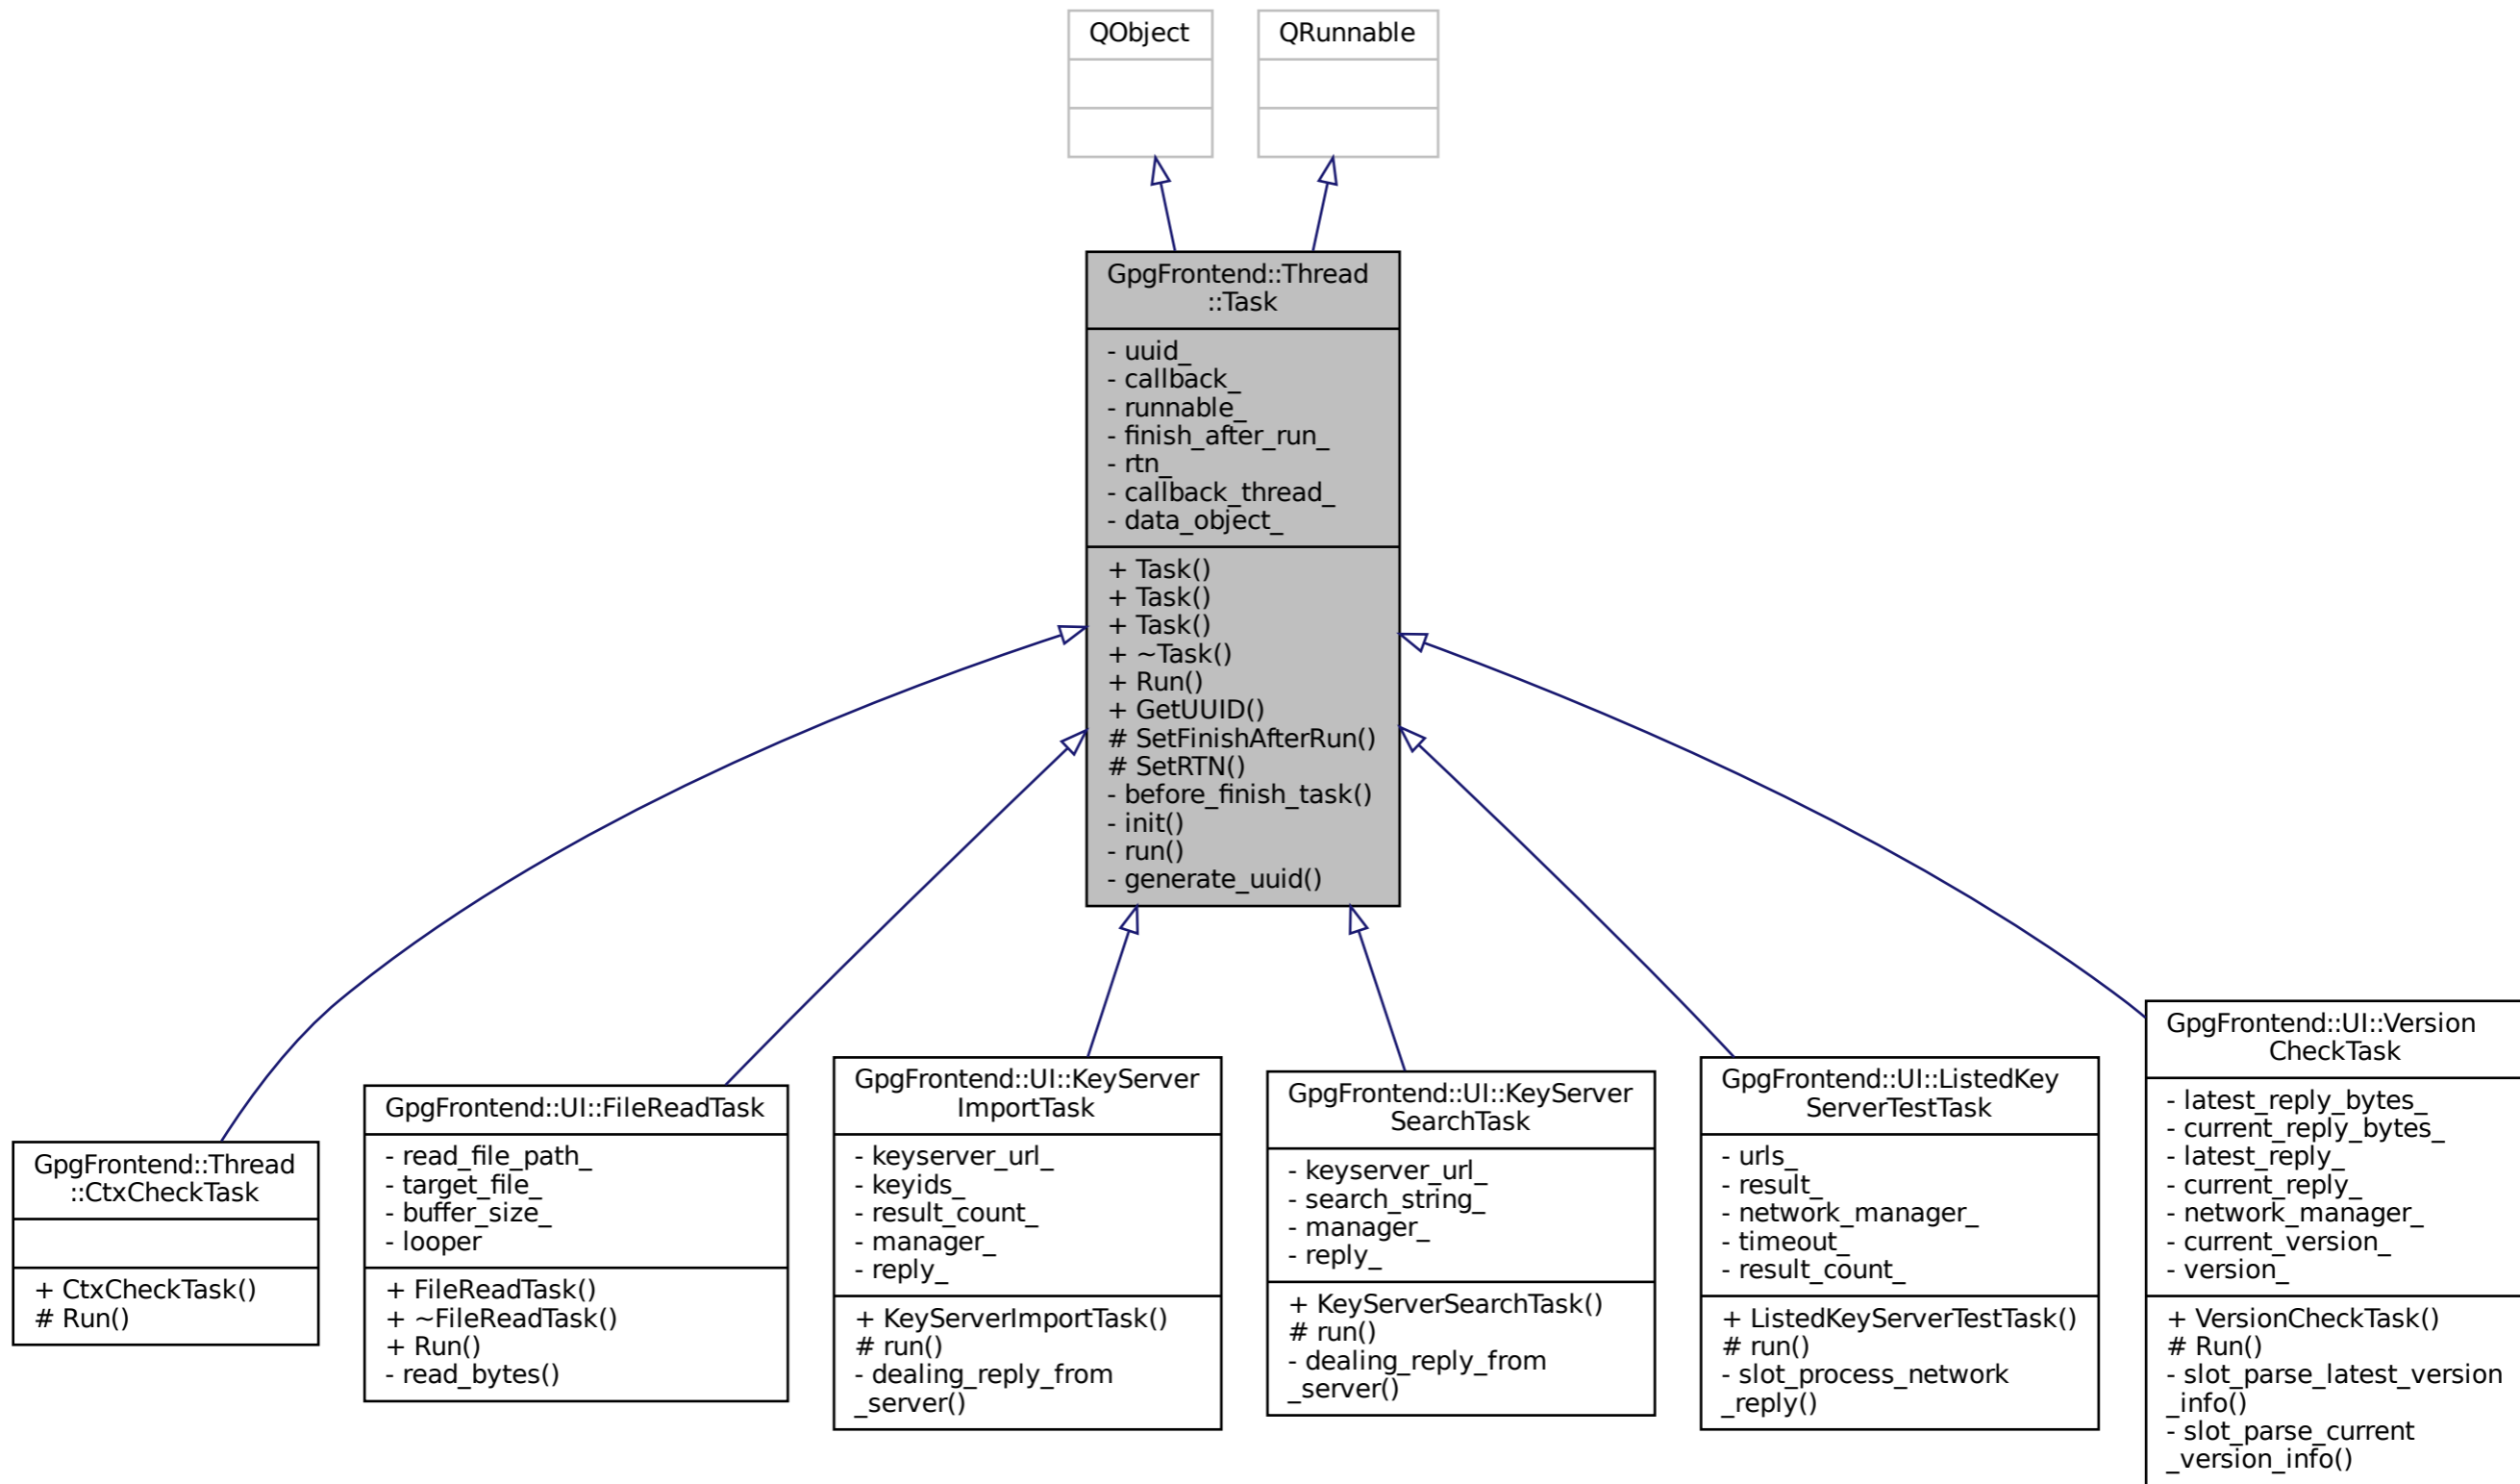 QObject
QRunnable
GpgFrontend::Thread
::Task
- uuid_
- callback_
- runnable_
- finish_after_run_
- rtn_
- callback_thread_
- data_object_
+ Task()
+ Task()
+ Task()
+ ~Task()
+ Run()
+ GetUUID()
# SetFinishAfterRun()
# SetRTN()
- before_finish_task()
- init()
- run()
- generate_uuid()
GpgFrontend::Thread
::CtxCheckTask
+ CtxCheckTask()
# Run()
GpgFrontend::UI::FileReadTask
- read_file_path_
- target_file_
- buffer_size_
- looper
+ FileReadTask()
+ ~FileReadTask()
+ Run()
- read_bytes()
GpgFrontend::UI::KeyServer
ImportTask
- keyserver_url_
- keyids_
- result_count_
- manager_
- reply_
+ KeyServerImportTask()
# run()
- dealing_reply_from
_server()
GpgFrontend::UI::KeyServer
SearchTask
- keyserver_url_
- search_string_
- manager_
- reply_
+ KeyServerSearchTask()
# run()
- dealing_reply_from
_server()
GpgFrontend::UI::ListedKey
ServerTestTask
- urls_
- result_
- network_manager_
- timeout_
- result_count_
+ ListedKeyServerTestTask()
# run()
- slot_process_network
_reply()
GpgFrontend::UI::Version
CheckTask
- latest_reply_bytes_
- current_reply_bytes_
- latest_reply_
- current_reply_
- network_manager_
- current_version_
- version_
+ VersionCheckTask()
# Run()
- slot_parse_latest_version
_info()
- slot_parse_current
_version_info()